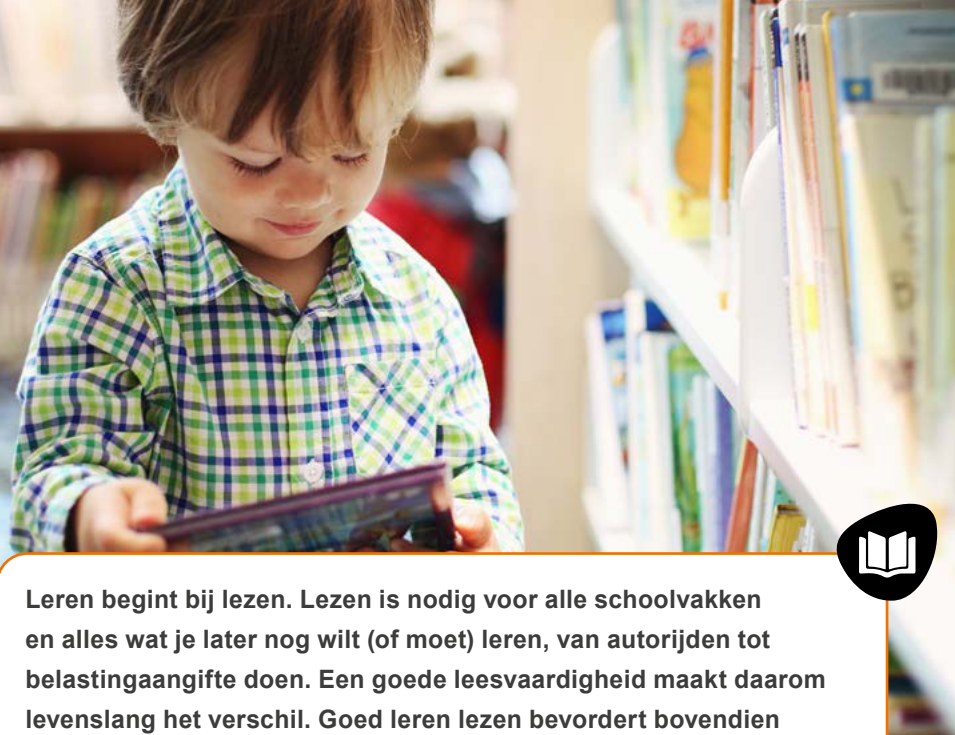 Leren begint bij lezen. Lezen is nodig voor alle schoolvakken
en alles wat je later nog wilt (of moet) leren, van autorijden tot
belastingaangifte doen. Een goede leesvaardigheid maakt daarom
levenslang het verschil. Goed leren lezen bevordert bovendien